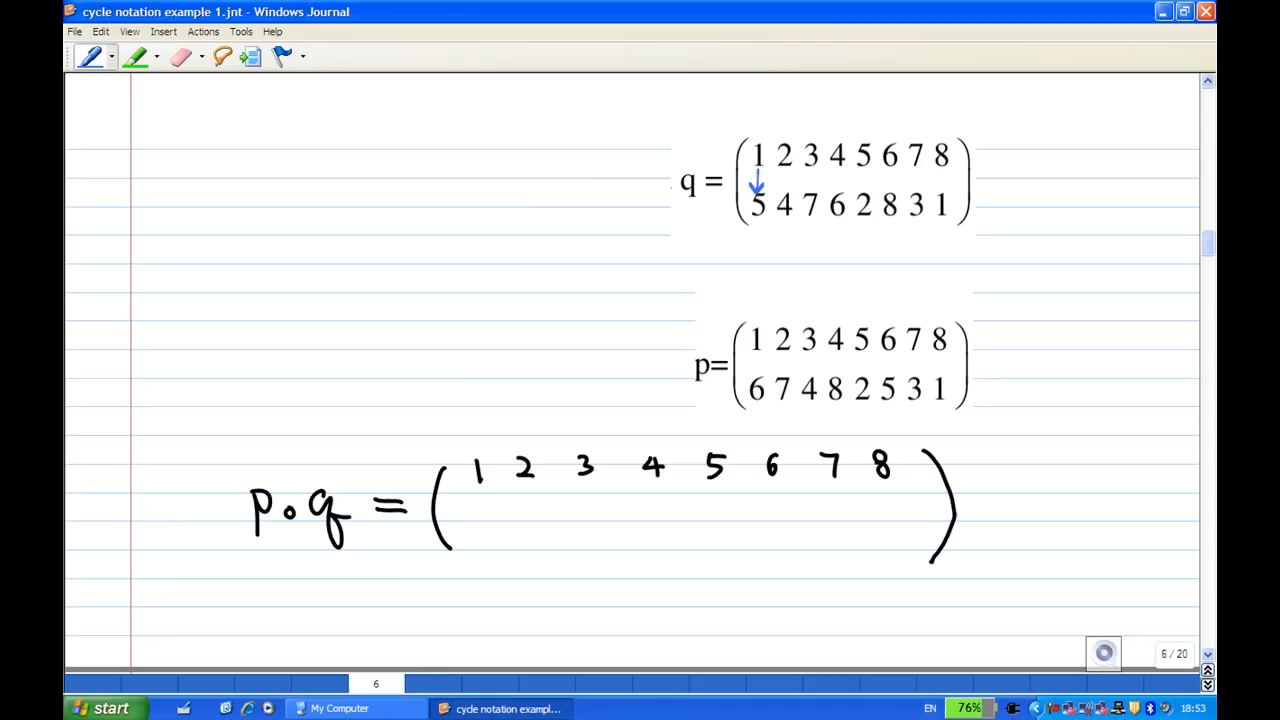 cycle notation example 1.jnt - Windows Journal
File Edit View Insert Actions Tools Help
1 2 3 4 5 6 7 8
q =
5 4 7 6 2 8 3 1
1 2 3 4 5 6 7 8
p=
6 7 4 8 2 5 3 1
1 2 3 4 5 6 7 8
p∘q =
6 / 20
6
start My Computer cycle notation exampl... EN 76% 18:53